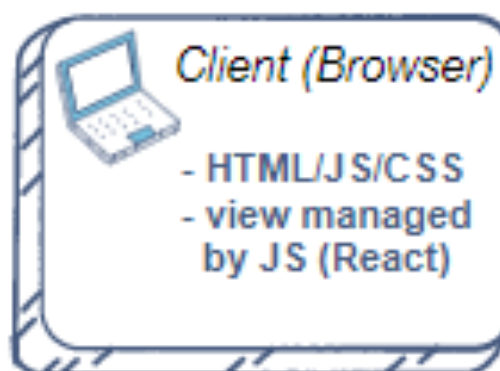 Client (Browser)
- HTML/JS/CSS
- view managed
by JS (React)